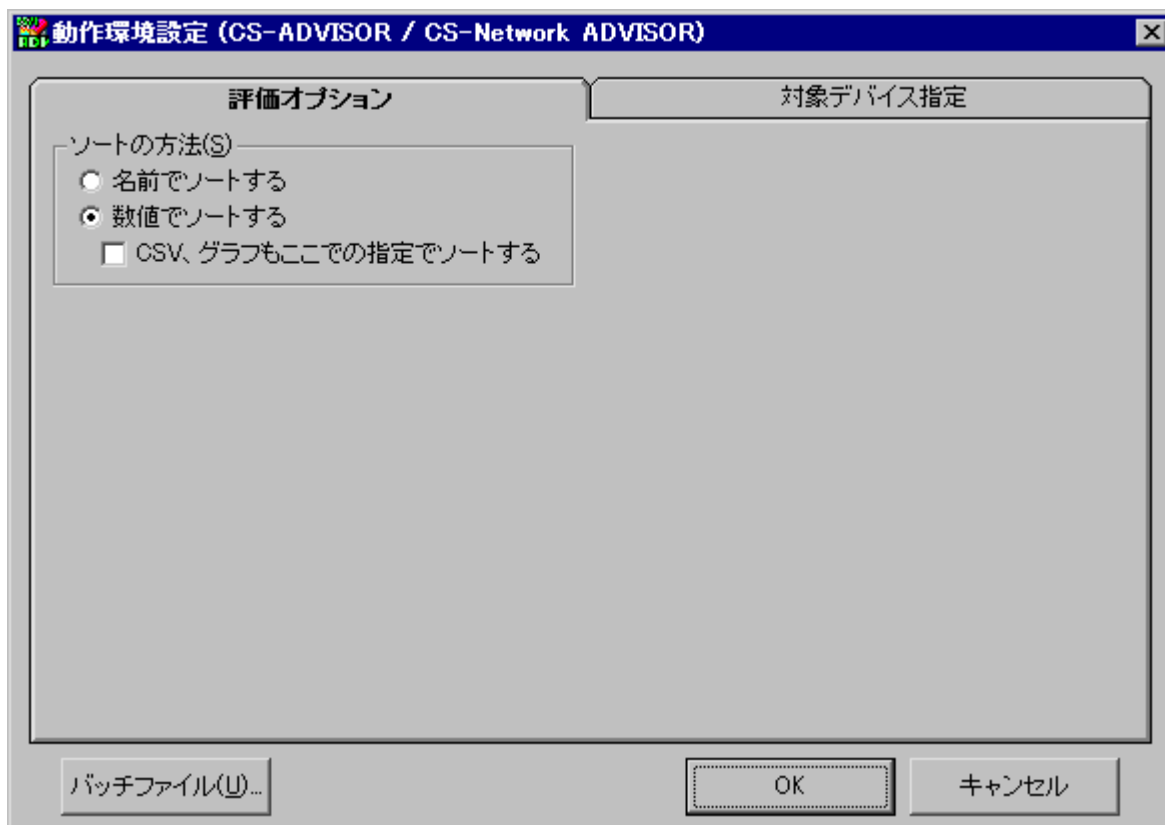 動作環境設定 (CS-ADVISOR / CS-Network ADVISOR)
評価オプション
対象デバイス指定
ソートの方法(S)
名前でソートする
数値でソートする
CSV、グラフもここでの指定でソートする
バッチファイル(U)...
OK
キャンセル